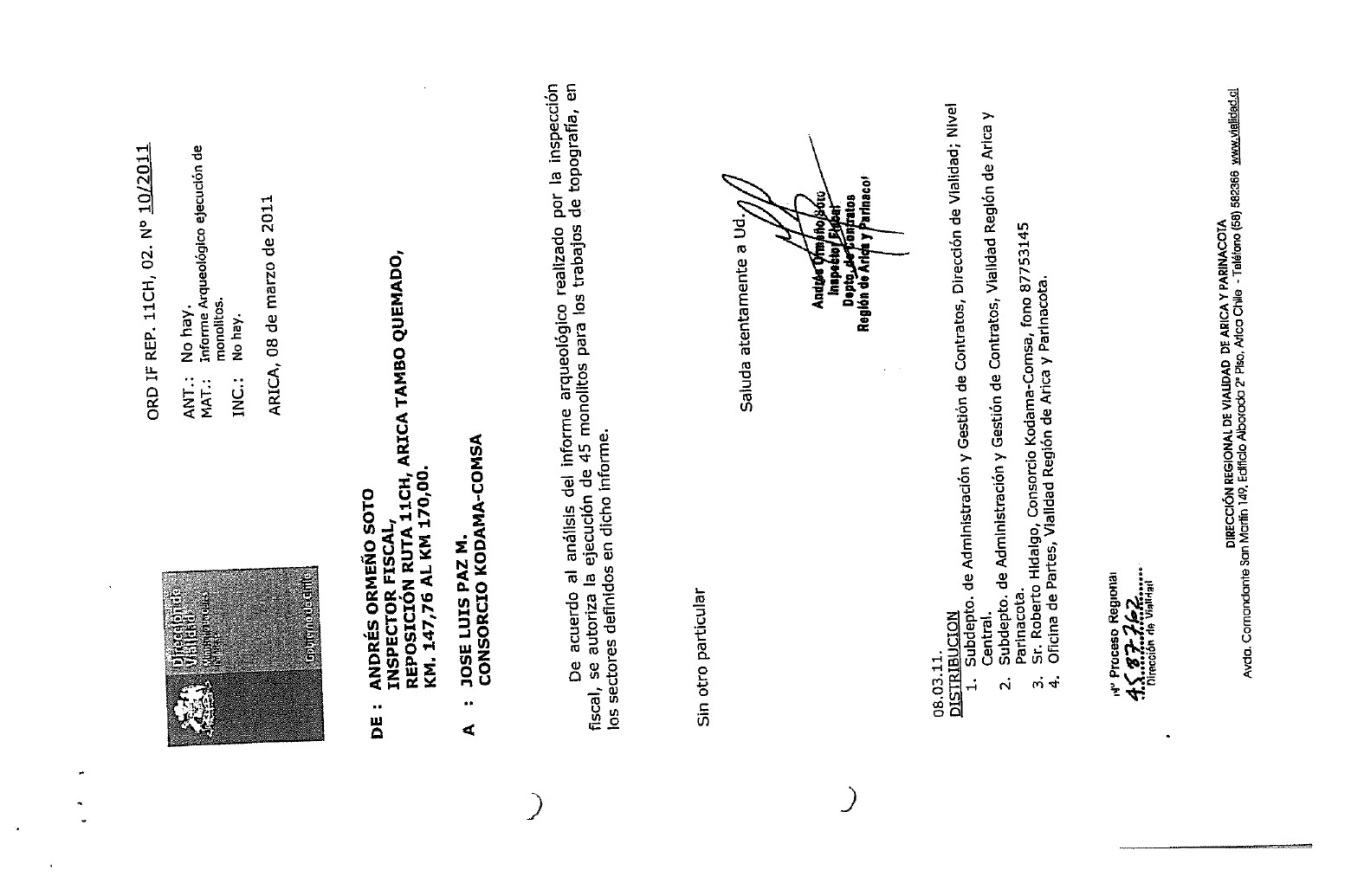 Dirección de
Vialidad
Gobierno de Chile
ORD IF REP. 11CH, 02. Nº 10/2011
ANT.: No hay.
MAT.: Informe Arqueológico ejecución de
monolitos.
INC.: No hay.
ARICA, 08 de marzo de 2011
DE : ANDRÉS ORMEÑO SOTO
INSPECTOR FISCAL,
REPOSICIÓN RUTA 11CH, ARICA TAMBO QUEMADO,
KM. 147,76 AL KM 170,00.
A : JOSE LUIS PAZ M.
CONSORCIO KODAMA-COMSA
De acuerdo al análisis del informe arqueológico realizado por la inspección
fiscal, se autoriza la ejecución de 45 monolitos para los trabajos de topografía, en
los sectores definidos en dicho informe.
Sin otro particular
Saluda atentamente a Ud.
Andrés Ormeño Soto
Inspector Fiscal
Depto. de Contratos
Región de Arica y Parinacot
08.03.11.
DISTRIBUCION
1. Subdepto. de Administración y Gestión de Contratos, Dirección de Vialidad; Nivel
Central.
2. Subdepto. de Administración y Gestión de Contratos, Vialidad Región de Arica y
Parinacota.
3. Sr. Roberto Hidalgo, Consorcio Kodama-Comsa, fono 87753145
4. Oficina de Partes, Vialidad Región de Arica y Parinacota.
Nº Proceso Regional
4587762
Dirección de Vialidad
DIRECCIÓN REGIONAL DE VIALIDAD DE ARICA Y PARINACOTA
Avda. Comandante San Martín 149, Edificio Alborada 2º Piso, Arica Chile - Teléfono (58) 582366 www.vialidad.cl